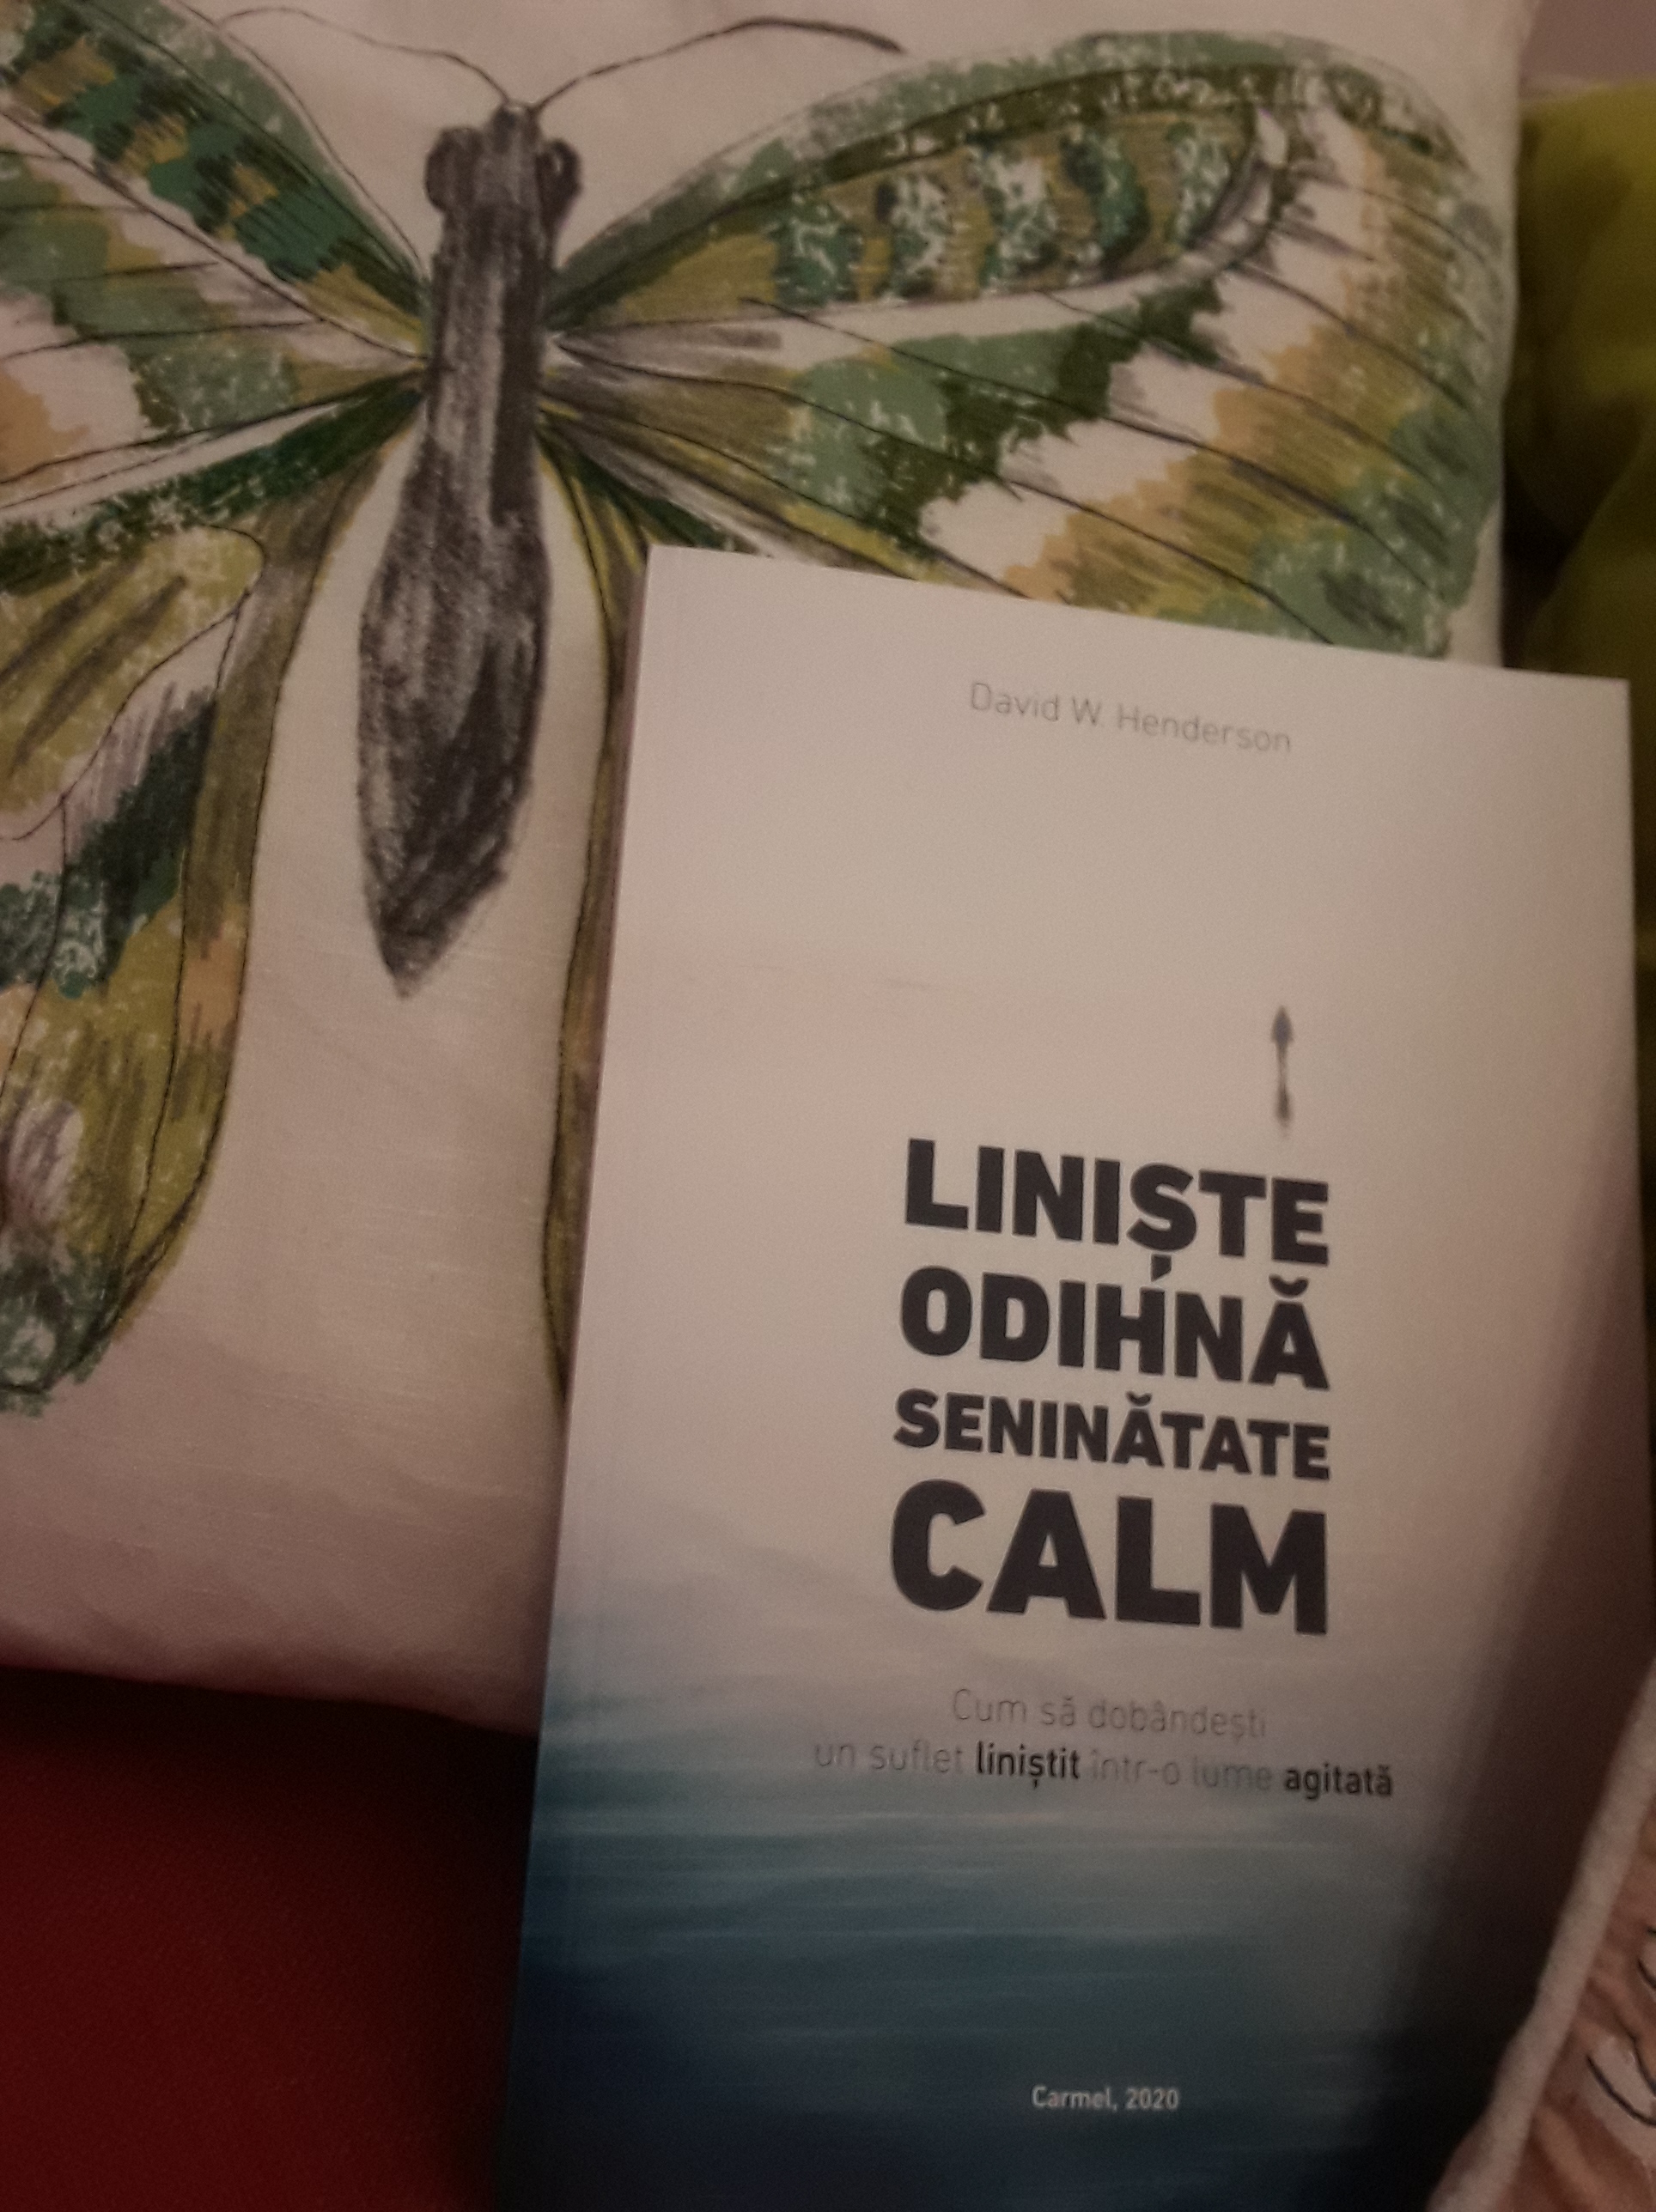 David W. Henderson
LINIȘTE
ODIHNĂ
SENINĂTATE
CALM
Cum să dobândești
un suflet liniștit într-o lume agitată
Carmel, 2020